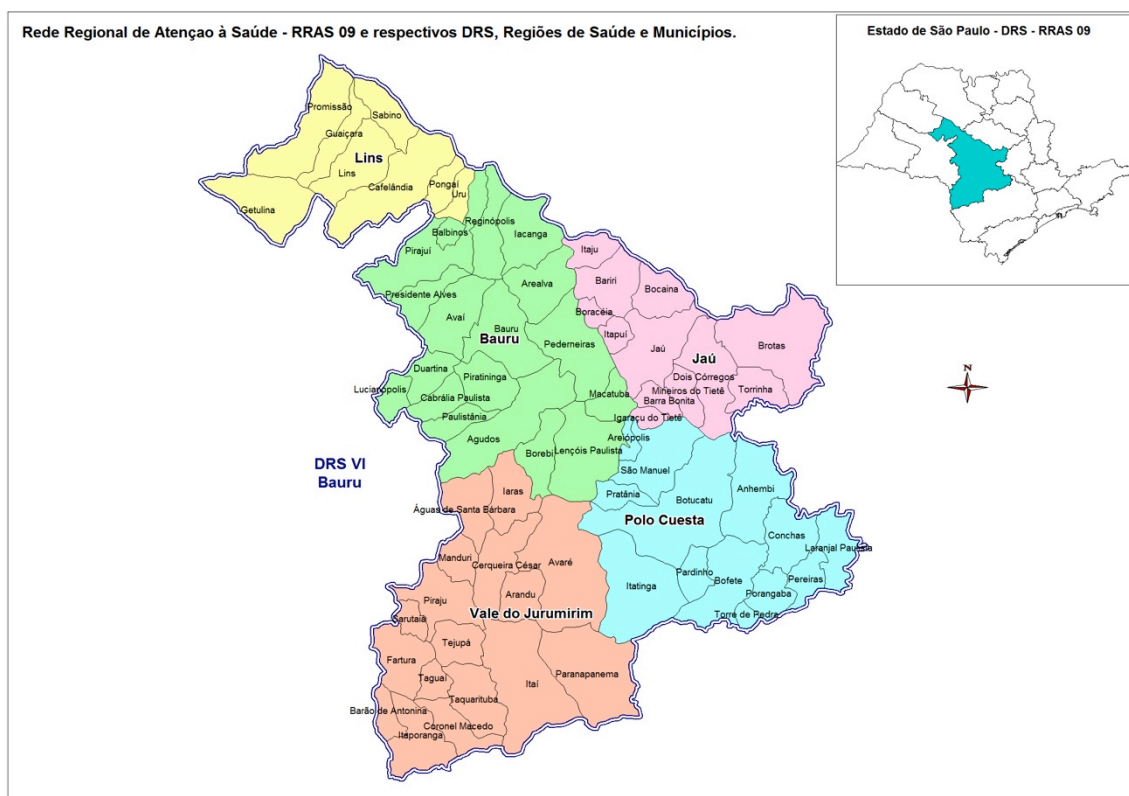 Rede Regional de Atençao à Saúde - RRAS 09 e respectivos DRS, Regiões de Saúde e Municípios.
Estado de São Paulo - DRS - RRAS 09
Promissão
Sabino
Guaiçara
Lins
Lins
Cafelândia
Pongaí
Uru
Getulina
Reginópolis
Balbinos
Iacanga
Pirajuí
Itaju
Arealva
Bariri
Bocaina
Presidente Alves
Avaí
Boracéia
Bauru
Bauru
Itapuí
Pederneiras
Jaú
Jaú
Brotas
Duartina
Dois Córregos
Piratininga
Lucianópolis
Mineiros do Tietê
Torrinha
Cabrália Paulista
Macatuba
Barra Bonita
Paulistânia
Igaraçu do Tietê
Agudos
Areiópolis
Borebi
Lençóis Paulista
N
DRS VI
Bauru
São Manuel
Iaras
Pratânia
Botucatu
Anhembi
Águas de Santa Bárbara
Polo Cuesta
Conchas
Laranjal Paulista
Manduri
Cerqueira César
Avaré
Itatinga
Pardinho
Bofete
Pereiras
Porangaba
Arandu
Piraju
Vale do Jurumirim
Torre de Pedra
Sarutaiá
Tejupá
Fartura
Taguaí
Itaí
Paranapanema
Taquarituba
Barão de Antonina
Coronel Macedo
Itaporanga